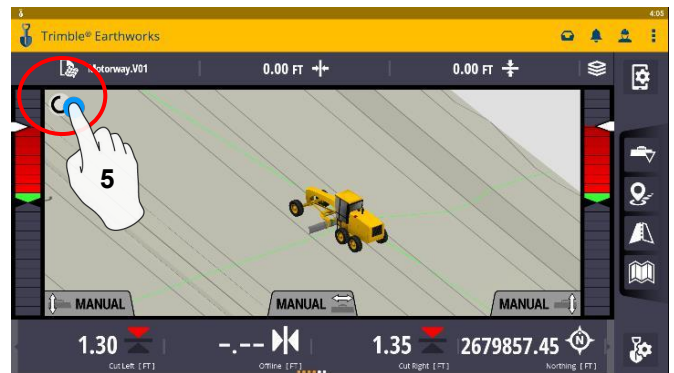 4:05
Trimble® Earthworks
Motorway.V01
0.00 FT
0.00 FT
5
MANUAL
MANUAL
MANUAL
1.30
-.--
1.35
2679857.45
N
Cut Left [FT]
Offline [FT]
Cut Right [FT]
Northing [FT]